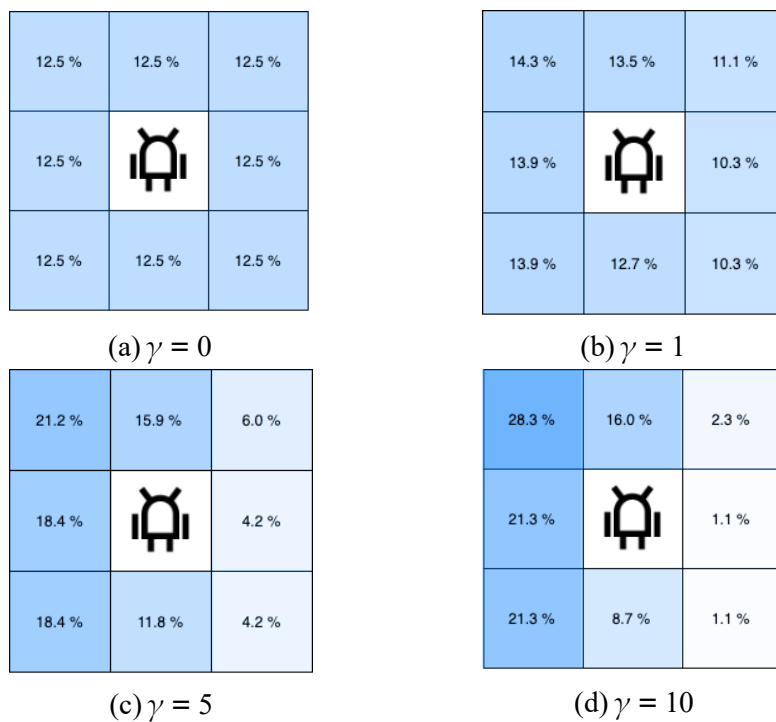 12.5 % 12.5 % 12.5 %
12.5 % 12.5 %
12.5 % 12.5 % 12.5 %
(a) γ = 0
14.3 % 13.5 % 11.1 %
13.9 % 10.3 %
13.9 % 12.7 % 10.3 %
(b) γ = 1
21.2 % 15.9 % 6.0 %
18.4 % 4.2 %
18.4 % 11.8 % 4.2 %
(c) γ = 5
28.3 % 16.0 % 2.3 %
21.3 % 1.1 %
21.3 % 8.7 % 1.1 %
(d) γ = 10